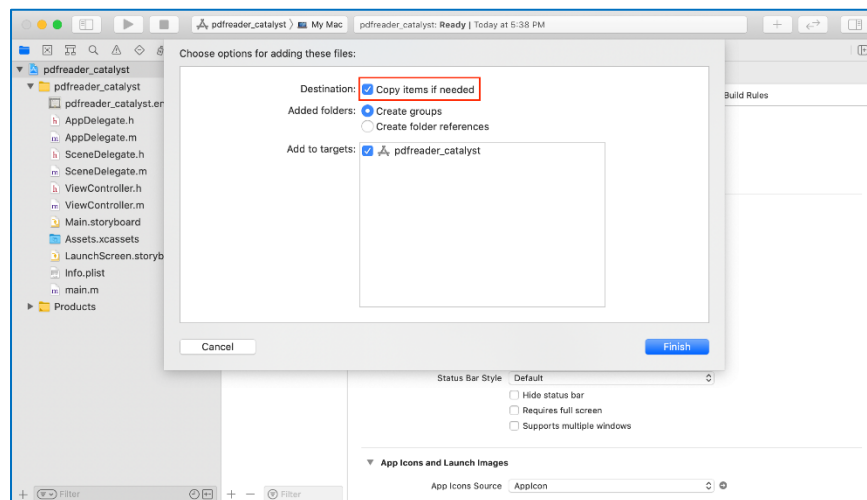 pdfreader_catalyst 〉 My Mac
pdfreader_catalyst: Ready | Today at 5:38 PM
Choose options for adding these files:
Destination: Copy items if needed
Added folders: Create groups
Create folder references
Add to targets: pdfreader_catalyst
Cancel
Finish
pdfreader_catalyst
pdfreader_catalyst
pdfreader_catalyst.en
AppDelegate.h
AppDelegate.m
SceneDelegate.h
SceneDelegate.m
ViewController.h
ViewController.m
Main.storyboard
Assets.xcassets
LaunchScreen.storyb
Info.plist
main.m
Products
Build Rules
Status Bar Style Default
Hide status bar
Requires full screen
Supports multiple windows
App Icons and Launch Images
App Icons Source AppIcon
Filter
Filter